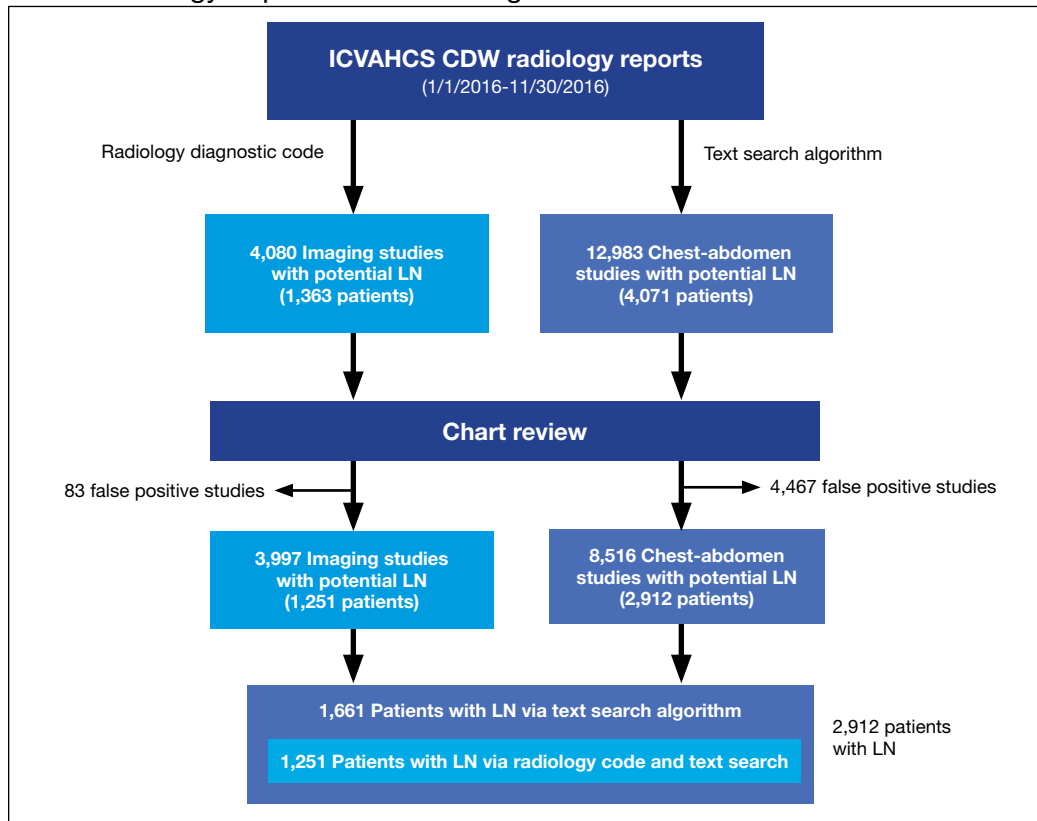 ICVAHCS CDW radiology reports
(1/1/2016-11/30/2016)
Radiology diagnostic code
Text search algorithm
4,080 Imaging studies
with potential LN
(1,363 patients)
12,983 Chest-abdomen
studies with potential LN
(4,071 patients)
Chart review
83 false positive studies
4,467 false positive studies
3,997 Imaging studies
with potential LN
(1,251 patients)
8,516 Chest-abdomen
studies with potential LN
(2,912 patients)
1,661 Patients with LN via text search algorithm
1,251 Patients with LN via radiology code and text search
2,912 patients
with LN